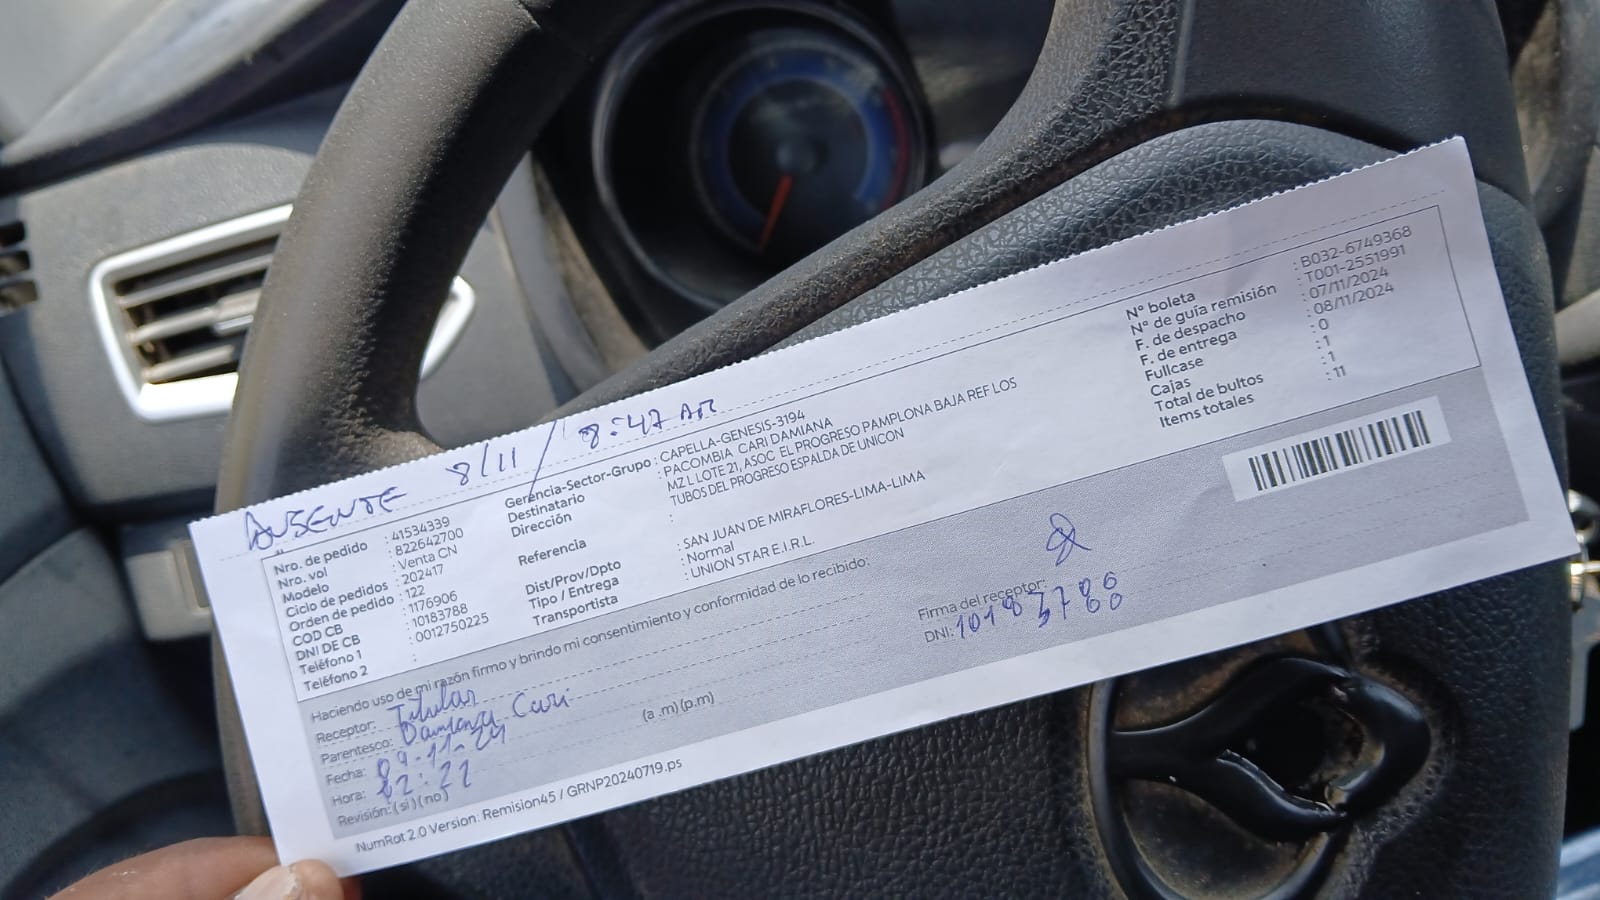 AUSENTE 8/11 / 8:47 AM
Nro. de pedido : 41534339
Nro. vol : 822642700
Modelo : Venta CN
Ciclo de pedidos : 202417
Orden de pedido : 122
COD CB : 1176906
DNI DE CB : 10183788
Teléfono 1 : 0012750225
Teléfono 2 :
Gerencia-Sector-Grupo : CAPELLA-GENESIS-3194
Destinatario : PACOMBIA CARI DAMIANA
Dirección : MZ L LOTE 21, ASOC EL PROGRESO PAMPLONA BAJA REF LOS
TUBOS DEL PROGRESO ESPALDA DE UNICON
Referencia :
Dist/Prov/Dpto : SAN JUAN DE MIRAFLORES-LIMA-LIMA
Tipo / Entrega : Normal
Transportista : UNION STAR E.I.R.L.
N° boleta : B032-6749368
N° de guía remisión : T001-2551991
F. de despacho : 07/11/2024
F. de entrega : 08/11/2024
Fullcase : 0
Cajas : 1
Total de bultos : 1
Items totales : 11
Haciendo uso de mi razón firmo y brindo mi consentimiento y conformidad de lo recibido:
Receptor: Titular
Parentesco: Damiana Cari
Fecha: 09-11-24
Hora: 12:22 (a .m) (p.m)
Revisión: (si) (no)
Firma del receptor:
DNI: 10183788
NumRot 2.0 Version: Remision45 / GRNP20240719.ps